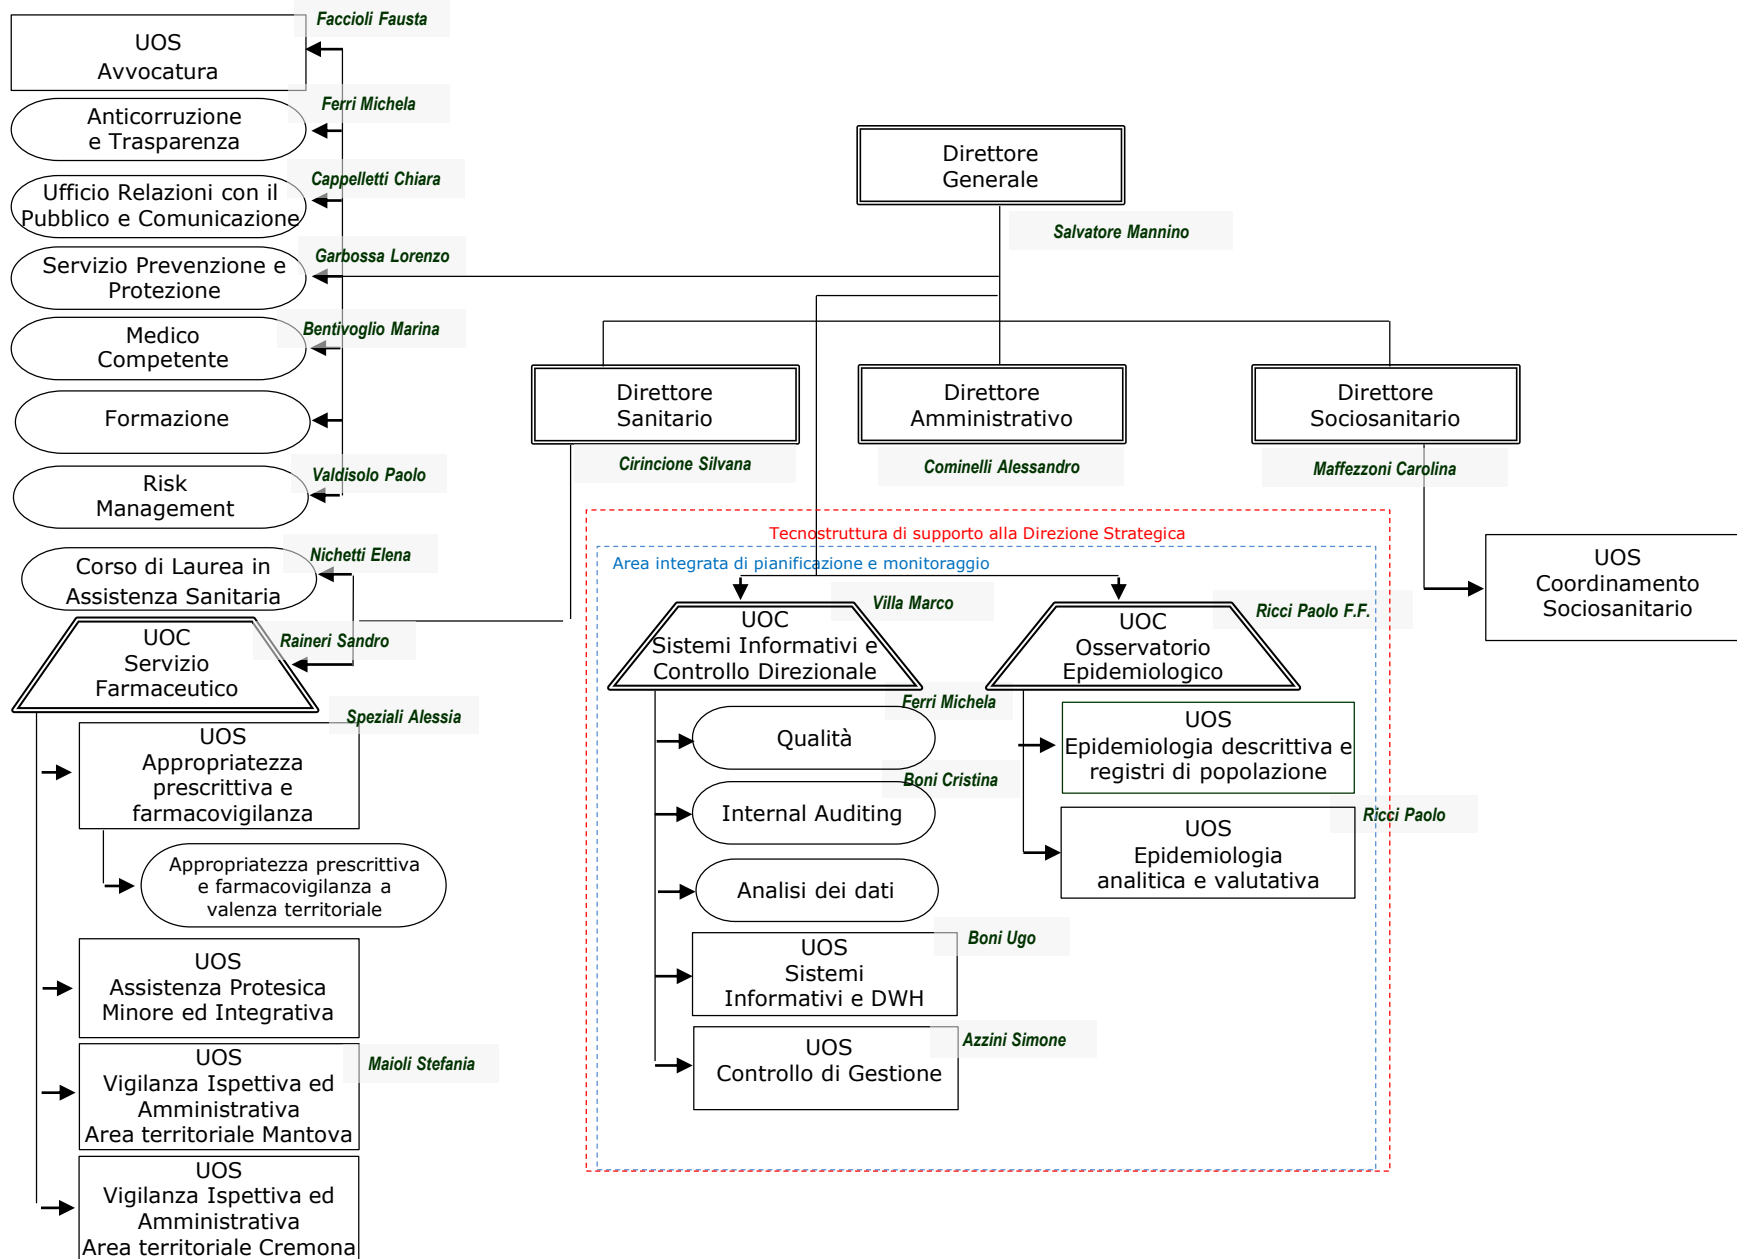 Faccioli Fausta
UOS
Avvocatura
Ferri Michela
Anticorruzione
e Trasparenza
Cappelletti Chiara
Ufficio Relazioni con il
Pubblico e Comunicazione
Garbossa Lorenzo
Servizio Prevenzione e
Protezione
Bentivoglio Marina
Medico
Competente
Formazione
Valdisolo Paolo
Risk
Management
Direttore
Generale
Salvatore Mannino
Direttore
Sanitario
Cirincione Silvana
Direttore
Amministrativo
Cominelli Alessandro
Direttore
Sociosanitario
Maffezzoni Carolina
UOS
Coordinamento
Sociosanitario
Nichetti Elena
Corso di Laurea in
Assistenza Sanitaria
Raineri Sandro
UOC
Servizio
Farmaceutico
Speziali Alessia
UOS
Appropriatezza
prescrittiva e
farmacovigilanza
Appropriatezza prescrittiva
e farmacovigilanza a
valenza territoriale
UOS
Assistenza Protesica
Minore ed Integrativa
Maioli Stefania
UOS
Vigilanza Ispettiva ed
Amministrativa
Area territoriale Mantova
UOS
Vigilanza Ispettiva ed
Amministrativa
Area territoriale Cremona
Tecnostruttura di supporto alla Direzione Strategica
Area integrata di pianificazione e monitoraggio
Villa Marco
UOC
Sistemi Informativi e
Controllo Direzionale
Ferri Michela
Qualità
Boni Cristina
Internal Auditing
Analisi dei dati
Boni Ugo
UOS
Sistemi
Informativi e DWH
Azzini Simone
UOS
Controllo di Gestione
Ricci Paolo F.F.
UOC
Osservatorio
Epidemiologico
UOS
Epidemiologia descrittiva e
registri di popolazione
Ricci Paolo
UOS
Epidemiologia
analitica e valutativa